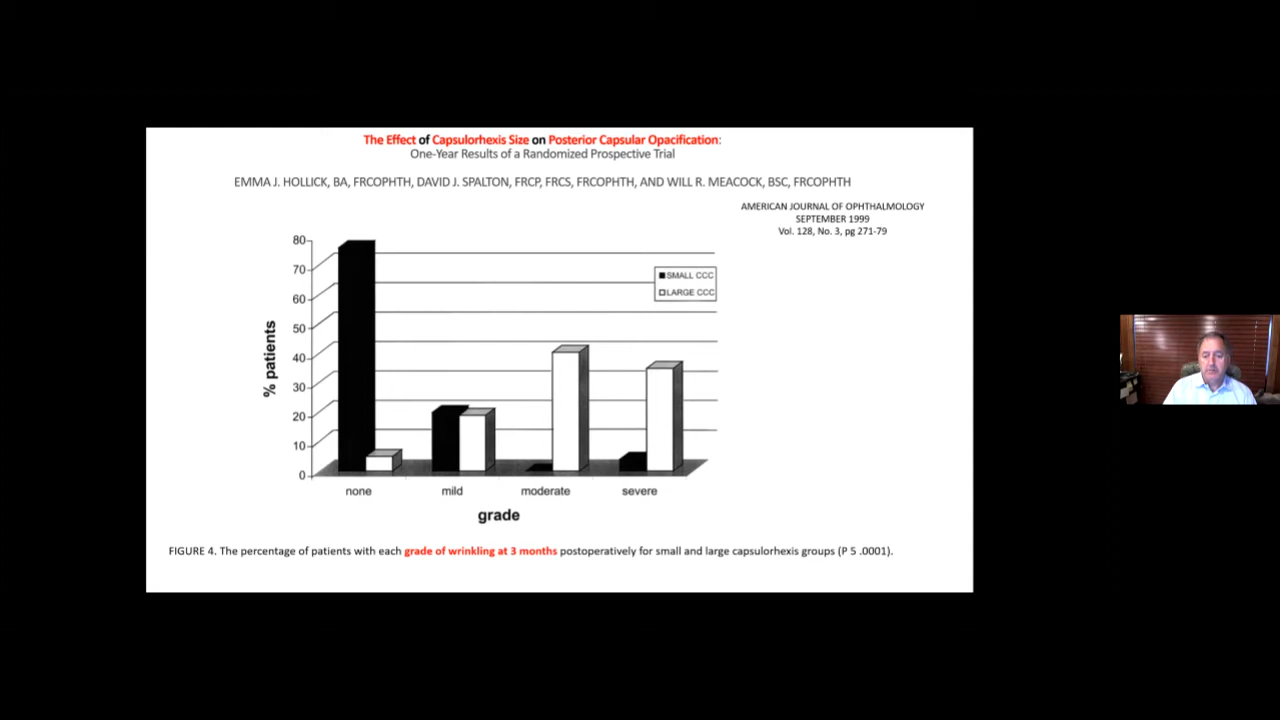 The Effect of Capsulorhexis Size on Posterior Capsular Opacification:
One-Year Results of a Randomized Prospective Trial
EMMA J. HOLLICK, BA, FRCOPHTH, DAVID J. SPALTON, FRCP, FRCS, FRCOPHTH, AND WILL R. MEACOCK, BSC, FRCOPHTH
AMERICAN JOURNAL OF OPHTHALMOLOGY
SEPTEMBER 1999
Vol. 128, No. 3, pg 271-79
80
70
60
50
40
30
20
10
0
% patients
SMALL CCC
LARGE CCC
none mild moderate severe
grade
FIGURE 4. The percentage of patients with each grade of wrinkling at 3 months postoperatively for small and large capsulorhexis groups (P 5 .0001).